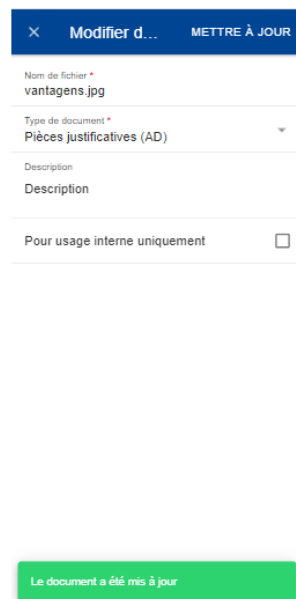 × Modifier d... METTRE À JOUR
Nom de fichier *
vantagens.jpg
Type de document *
Pièces justificatives (AD)
Description
Description
Pour usage interne uniquement
Le document a été mis à jour